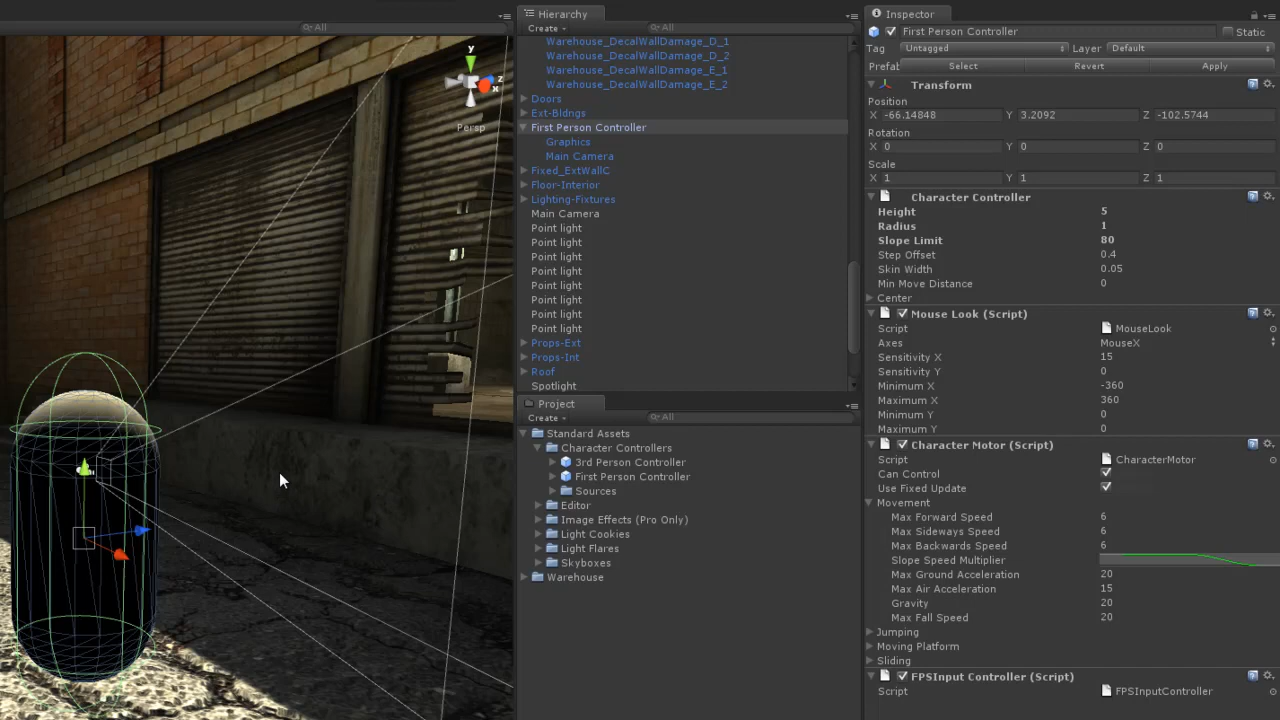 All
y
z
x
Persp
Hierarchy
Create
All
Warehouse_DecalWallDamage_D_1
Warehouse_DecalWallDamage_D_2
Warehouse_DecalWallDamage_E_1
Warehouse_DecalWallDamage_E_2
Doors
Ext-Bldngs
First Person Controller
Graphics
Main Camera
Fixed_ExtWallC
Floor-Interior
Lighting-Fixtures
Main Camera
Point light
Point light
Point light
Point light
Point light
Point light
Point light
Point light
Props-Ext
Props-Int
Roof
Spotlight
Project
Create
All
Standard Assets
Character Controllers
3rd Person Controller
First Person Controller
Sources
Editor
Image Effects (Pro Only)
Light Cookies
Light Flares
Skyboxes
Warehouse
Inspector
First Person Controller Static
Tag Untagged Layer Default
Prefab Select Revert Apply
Transform
Position
X -66.14848 Y 3.2092 Z -102.5744
Rotation
X 0 Y 0 Z 0
Scale
X 1 Y 1 Z 1
Character Controller
Height 5
Radius 1
Slope Limit 80
Step Offset 0.4
Skin Width 0.05
Min Move Distance 0
Center
Mouse Look (Script)
Script MouseLook
Axes MouseX
Sensitivity X 15
Sensitivity Y 0
Minimum X -360
Maximum X 360
Minimum Y 0
Maximum Y 0
Character Motor (Script)
Script CharacterMotor
Can Control
Use Fixed Update
Movement
Max Forward Speed 6
Max Sideways Speed 6
Max Backwards Speed 6
Slope Speed Multiplier
Max Ground Acceleration 20
Max Air Acceleration 15
Gravity 20
Max Fall Speed 20
Jumping
Moving Platform
Sliding
FPSInput Controller (Script)
Script FPSInputController